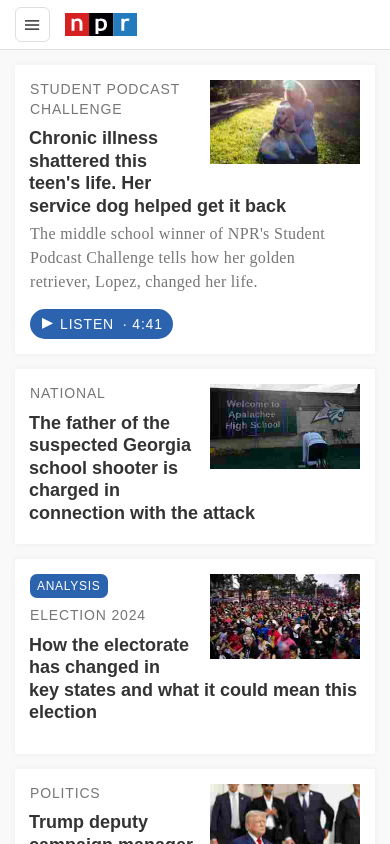 npr
STUDENT PODCAST
CHALLENGE
Chronic illness
shattered this
teen's life. Her
service dog helped get it back
The middle school winner of NPR's Student
Podcast Challenge tells how her golden
retriever, Lopez, changed her life.
LISTEN · 4:41
NATIONAL
Welcome to
Apalachee
High School
The father of the
suspected Georgia
school shooter is
charged in
connection with the attack
ANALYSIS
ELECTION 2024
How the electorate
has changed in
key states and what it could mean this
election
POLITICS
Trump deputy
campaign manager